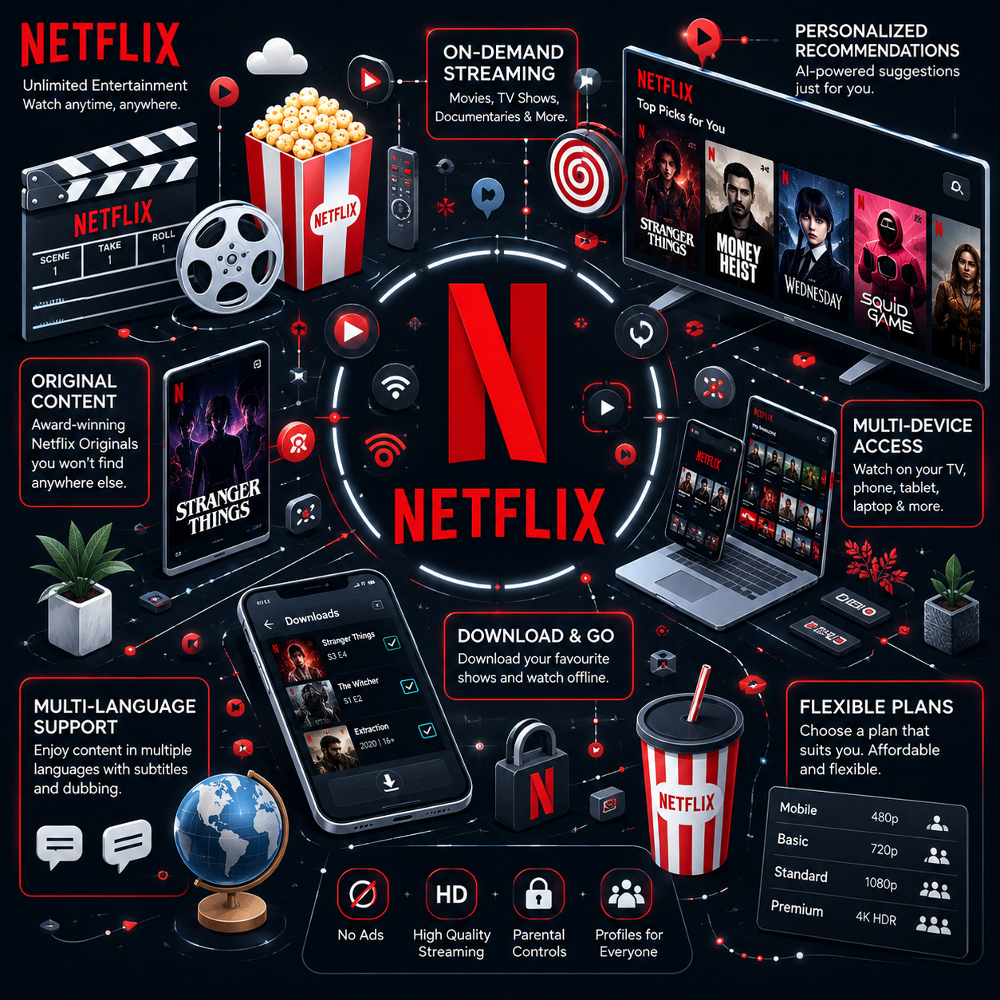 NETFLIX
Unlimited Entertainment
Watch anytime, anywhere.
ON-DEMAND
STREAMING
Movies, TV Shows,
Documentaries & More.
PERSONALIZED
RECOMMENDATIONS
AI-powered suggestions
just for you.
NETFLIX
SCENE
1
TAKE
1
ROLL
1
NETFLIX
NETFLIX
Top Picks for You
N
STRANGER
THINGS
N
MONEY
HEIST
N
WEDNESDAY
N
SQUID
GAME
N
N
NETFLIX
ORIGINAL
CONTENT
Award-winning
Netflix Originals
you won't find
anywhere else.
N
STRANGER
THINGS
MULTI-DEVICE
ACCESS
Watch on your TV,
phone, tablet,
laptop & more.
NETFLIX
NETFLIX
Downloads
Stranger Things
S3 E4
The Witcher
S1 E2
Extraction
2020 | 16+
DOWNLOAD & GO
Download your favourite
shows and watch offline.
MULTI-LANGUAGE
SUPPORT
Enjoy content in multiple
languages with subtitles
and dubbing.
N
NETFLIX
FLEXIBLE PLANS
Choose a plan that
suits you. Affordable
and flexible.
Mobile 480p
Basic 720p
Standard 1080p
Premium 4K HDR
No Ads
HD
High Quality
Streaming
Parental
Controls
Profiles for
Everyone